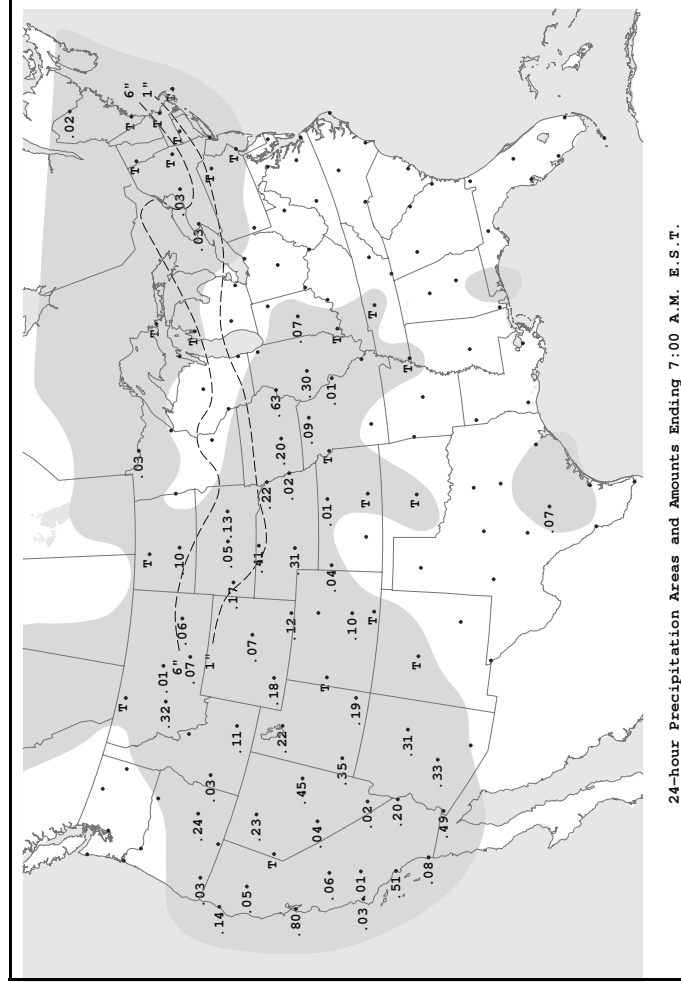 .02
T
T
6"
T
.03
1"
T
T
T
.32
.01
T
T
6"
T
.10
.03
.06
.07
T
.24
.03
.03
.03
1"
T
.14
.05
.13
.17
T
.11
.05
.07
.23
.41
.22
T
.18
.63
.20
.22
.02
.12
.80
.31
.07
.45
.30
.09
.04
T
.01
T
.06
.04
.01
T
.35
.10
.19
.03
.01
T
.02
T
T
.51
.20
T
.31
T
T
.08
.33
.49
.07
24-hour Precipitation Areas and Amounts Ending 7:00 A.M. E.S.T.